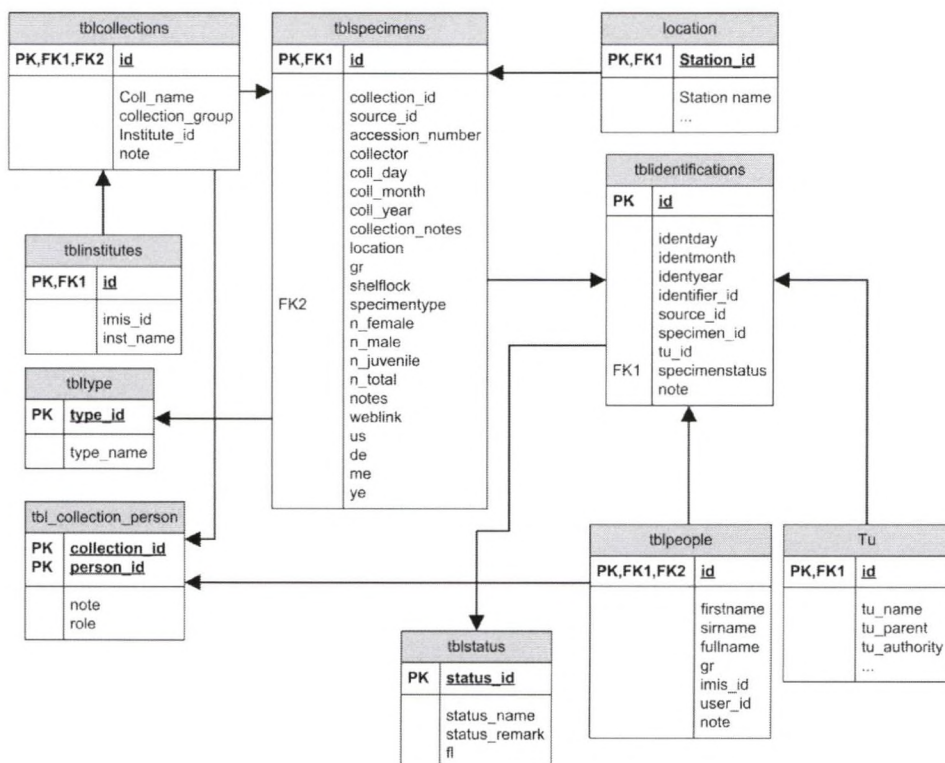 tblcollections
PK,FK1,FK2 id
Coll_name
collection_group
Institute_id
note
tblspecimens
PK,FK1 id
collection_id
source_id
accession_number
collector
coll_day
coll_month
coll_year
collection_notes
location
gr
shelflock
FK2 specimentype
n_female
n_male
n_juvenile
n_total
notes
weblink
us
de
me
ye
location
PK,FK1 Station_id
Station name
...
tblidentifications
PK id
identday
identmonth
identyear
identifier_id
source_id
specimen_id
tu_id
FK1 specimenstatus
note
tblinstitutes
PK,FK1 id
imis_id
inst_name
tbltype
PK type_id
type_name
tbl_collection_person
PK collection_id
PK person_id
note
role
tblstatus
PK status_id
status_name
status_remark
fl
tblpeople
PK,FK1,FK2 id
firstname
sirname
fullname
gr
imis_id
user_id
note
Tu
PK,FK1 id
tu_name
tu_parent
tu_authority
...